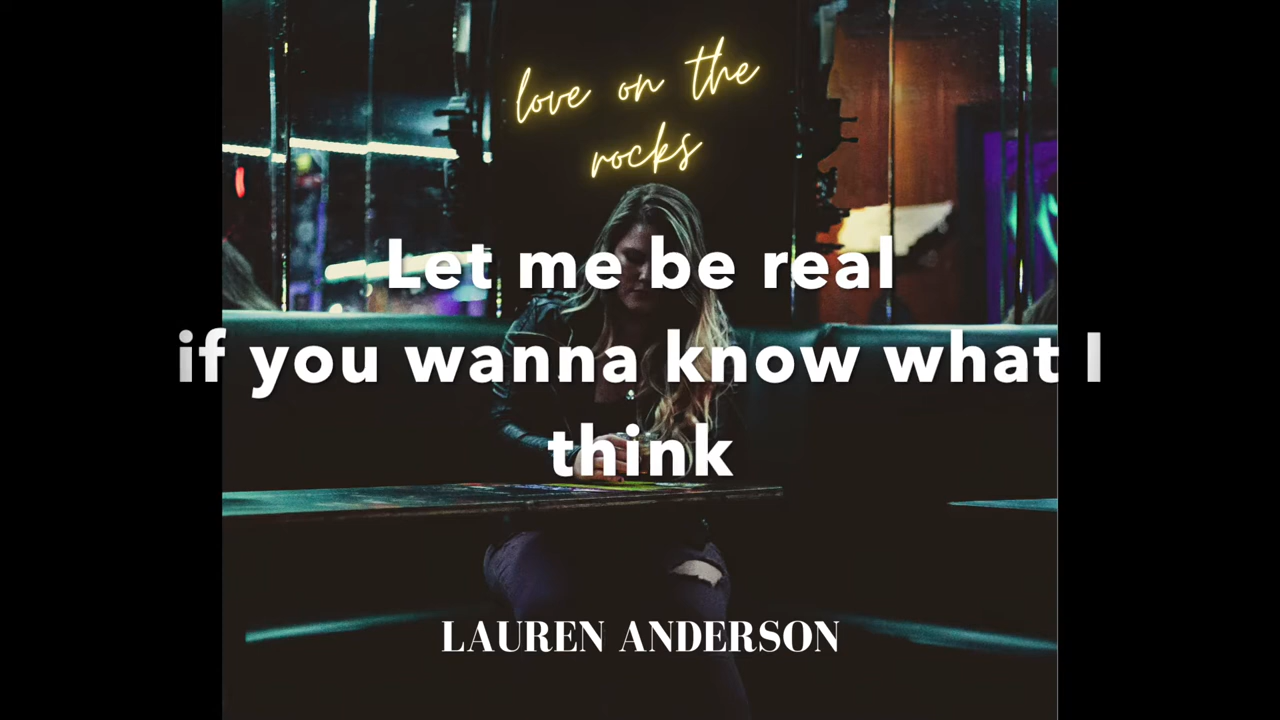 love on the
rocks
Let me be real
if you wanna know what I
think
LAUREN ANDERSON